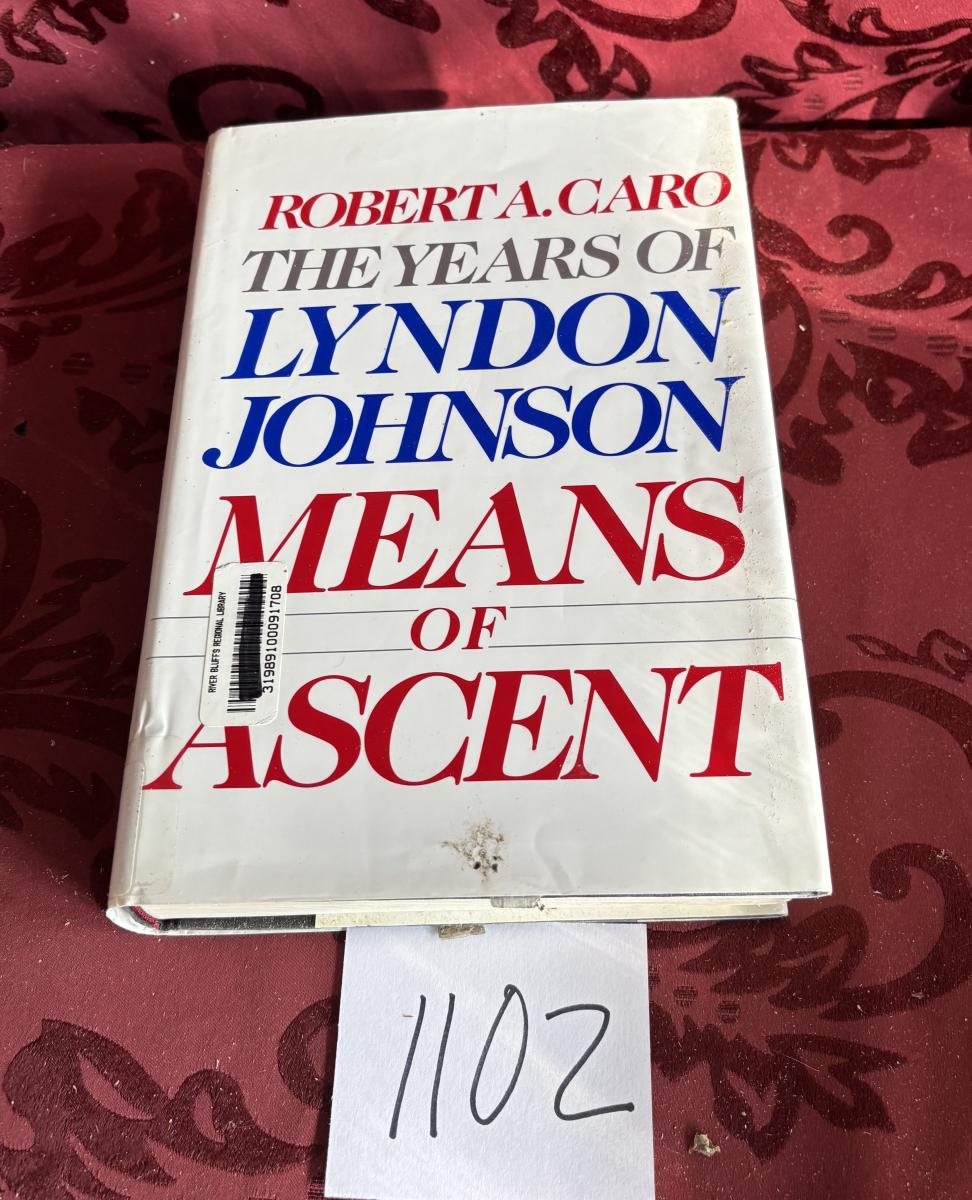 ROBERT A. CARO
THE YEARS OF
LYNDON
JOHNSON
MEANS
OF
ASCENT
RIVER BLUFFS REGIONAL LIBRARY
31989100091708
1102